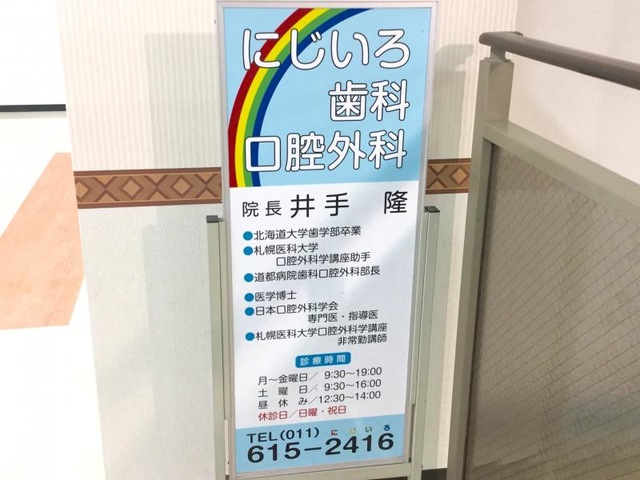 にじいろ
歯科
口腔外科
院長 井手 隆
●北海道大学歯学部卒業
●札幌医科大学
口腔外科学講座助手
●道都病院歯科口腔外科部長
●医学博士
●日本口腔外科学会
専門医・指導医
●札幌医科大学口腔外科学講座
非常勤講師
診療時間
月～金曜日／ 9:30～19:00
土 曜 日／ 9:30～16:00
昼 休 み／12:30～14:00
休診日／日曜・祝日
TEL(011) にじいろ
615-2416